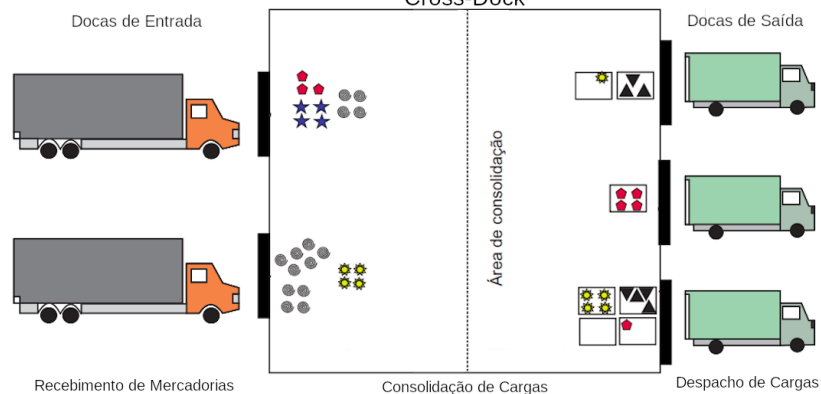 Cross-Dock
Docas de Entrada
Docas de Saída
Área de consolidação
Recebimento de Mercadorias
Consolidação de Cargas
Despacho de Cargas